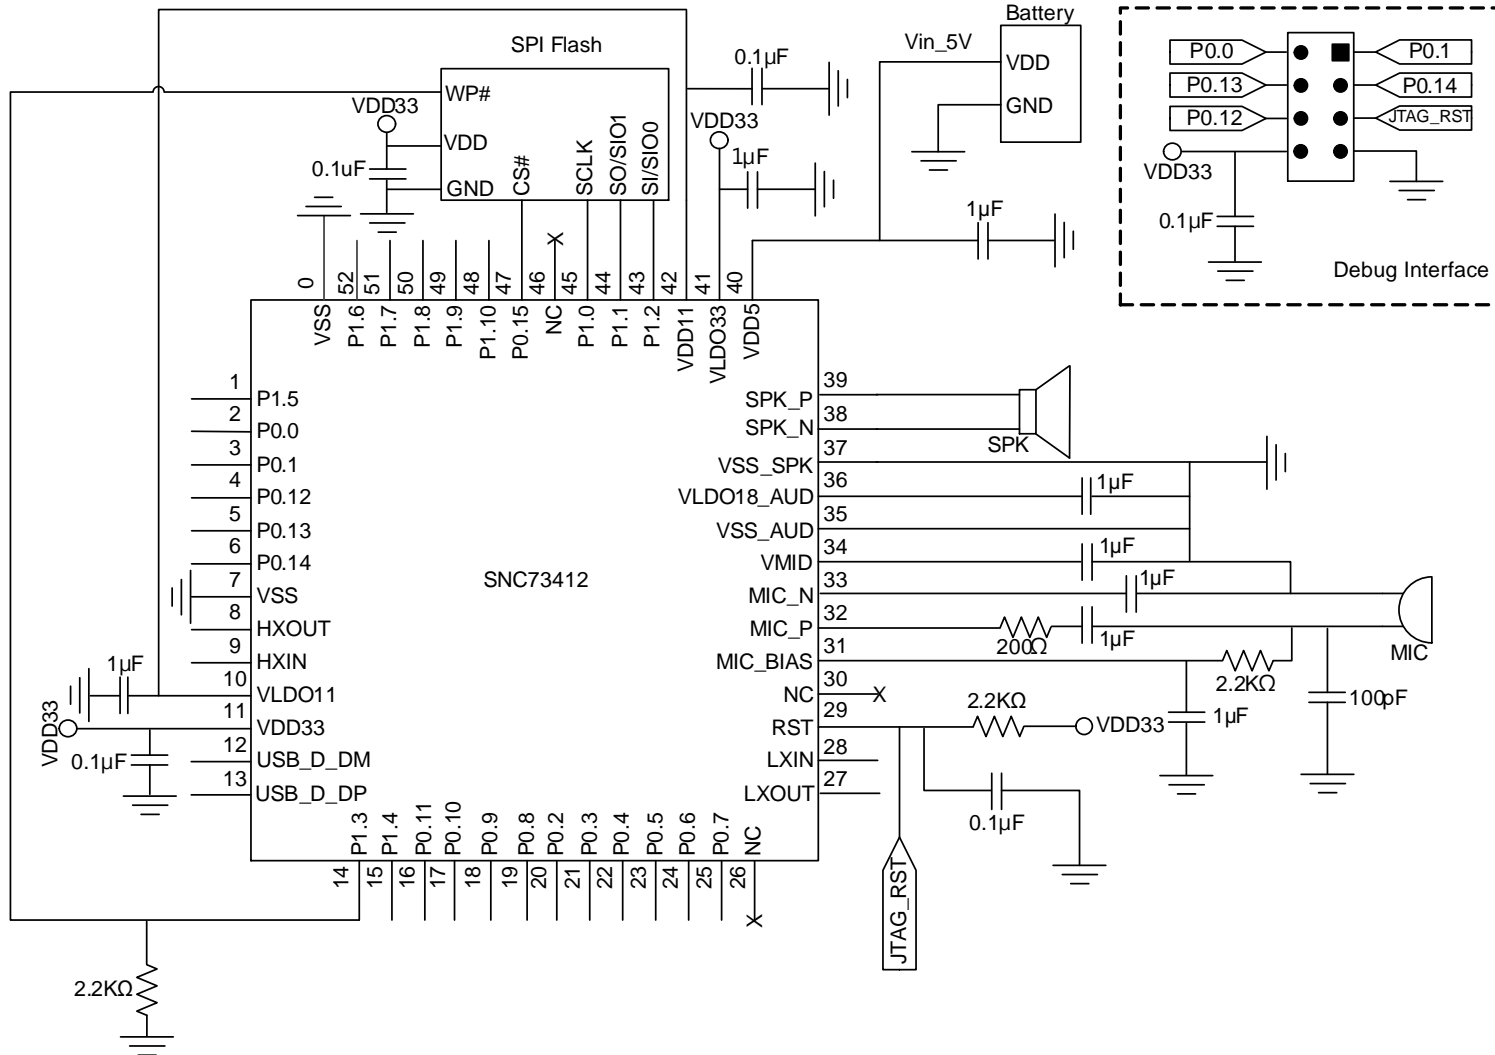 Battery
SPI Flash
Vin_5V
VDD
GND
WP#
VDD33
VDD
0.1uF
GND
CS#
SCLK
SO/SIO1
SI/SIO0
0.1µF
VDD33
1µF
1µF
P0.0
P0.1
P0.13
P0.14
P0.12
JTAG_RST
VDD33
0.1µF
Debug Interface
0
52
51
50
49
48
47
46
45
44
43
42
41
40
VSS
P1.6
P1.7
P1.8
P1.9
P1.10
P0.15
NC
P1.0
P1.1
P1.2
VDD11
VLDO33
VDD5
1
P1.5
2
P0.0
3
P0.1
4
P0.12
5
P0.13
6
P0.14
7
VSS
8
HXOUT
9
HXIN
10
VLDO11
11
VDD33
12
USB_D_DM
13
USB_D_DP
1µF
VDD33
0.1µF
SNC73412
39
SPK_P
38
SPK_N
37
VSS_SPK
36
VLDO18_AUD
35
VSS_AUD
34
VMID
33
MIC_N
32
MIC_P
31
MIC_BIAS
30
NC
29
RST
28
LXIN
27
LXOUT
SPK
1µF
1µF
1µF
200Ω
1µF
MIC
2.2KΩ
1µF
100pF
2.2KΩ
VDD33
0.1µF
JTAG_RST
P1.3
P1.4
P0.11
P0.10
P0.9
P0.8
P0.2
P0.3
P0.4
P0.5
P0.6
P0.7
NC
14
15
16
17
18
19
20
21
22
23
24
25
26
2.2KΩ